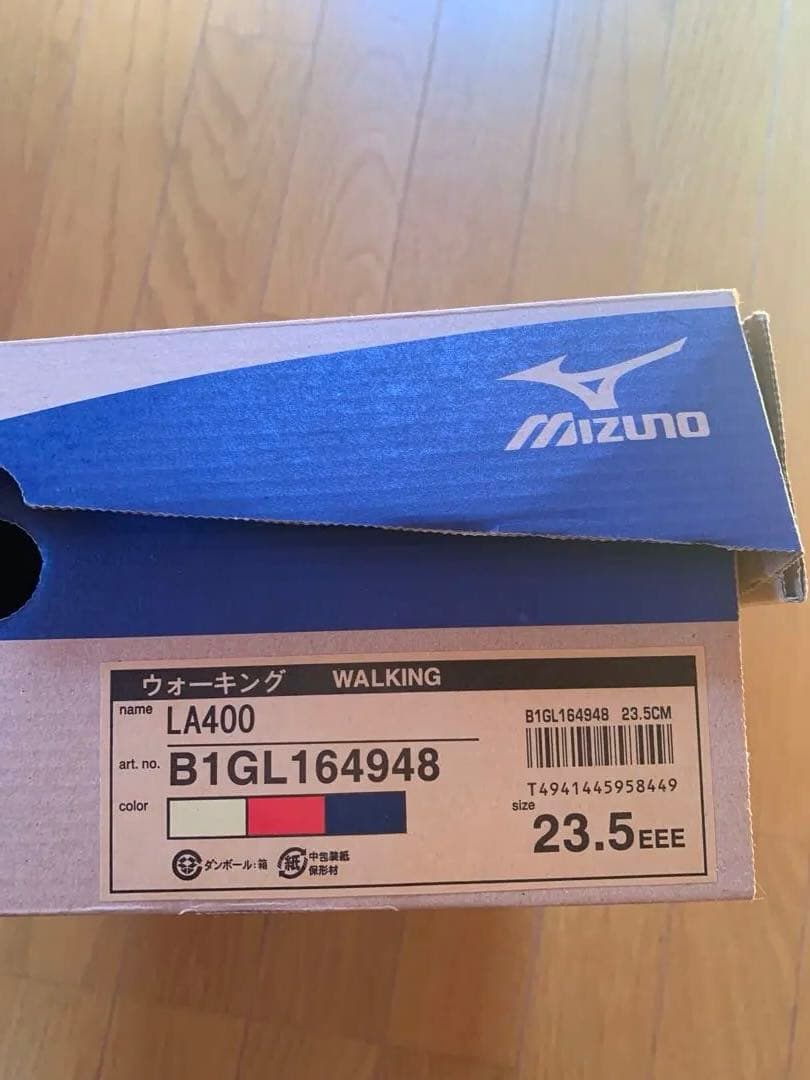 MIZUNO
ウォーキング WALKING
name LA400
art. no. B1GL164948
color
B1GL164948 23.5CM
T4941445958449
size 23.5EEE
ダンボール:箱
紙 中包装紙
保形材